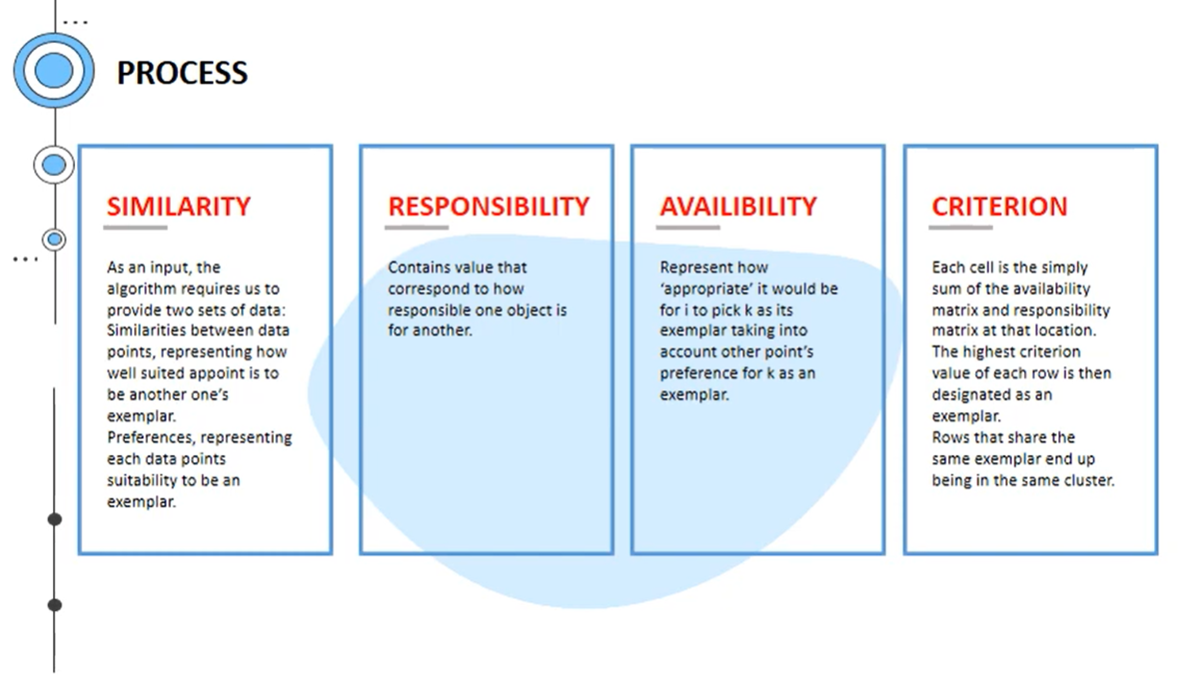 PROCESS
SIMILARITY
As an input, the
algorithm requires us to
provide two sets of data:
Similarities between data
points, representing how
well suited appoint is to
be another one's
exemplar.
Preferences, representing
each data points
suitability to be an
exemplar.
RESPONSIBILITY
Contains value that
correspond to how
responsible one object is
for another.
AVAILIBILITY
Represent how
‘appropriate’ it would be
for i to pick k as its
exemplar taking into
account other point's
preference for k as an
exemplar.
CRITERION
Each cell is the simply
sum of the availability
matrix and responsibility
matrix at that location.
The highest criterion
value of each row is then
designated as an
exemplar.
Rows that share the
same exemplar end up
being in the same cluster.